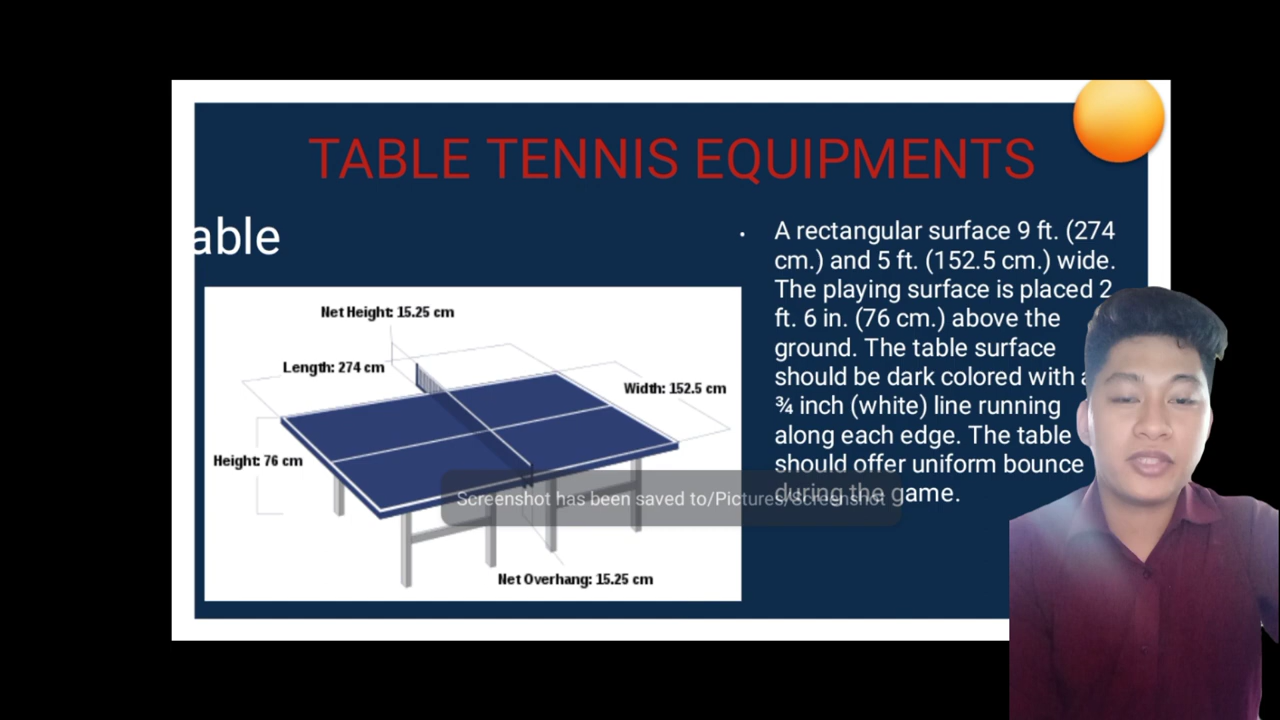 TABLE TENNIS EQUIPMENTS
able
• A rectangular surface 9 ft. (274
cm.) and 5 ft. (152.5 cm.) wide.
The playing surface is placed 2
ft. 6 in. (76 cm.) above the
ground. The table surface
should be dark colored with a
¾ inch (white) line running
along each edge. The table
should offer uniform bounce
during the game.
Net Height: 15.25 cm
Length: 274 cm
Width: 152.5 cm
Height: 76 cm
Net Overhang: 15.25 cm
Screenshot has been saved to/Pictures/Screenshot